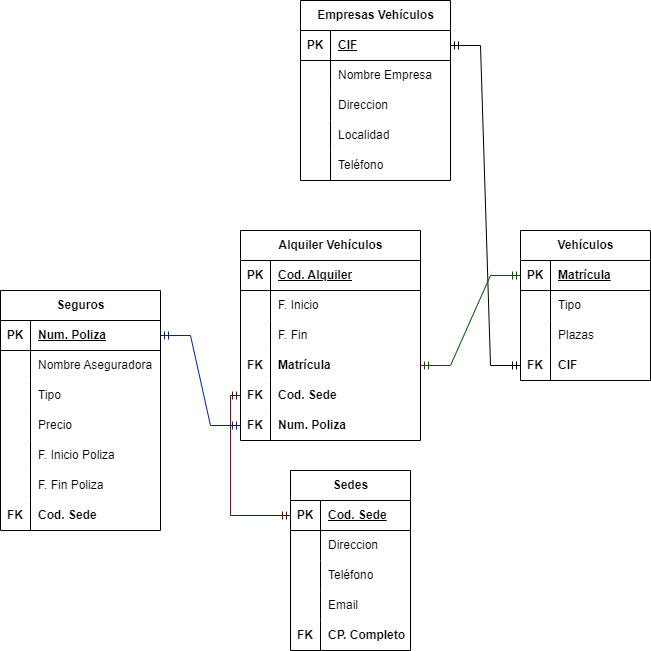 Empresas Vehículos
PK CIF
Nombre Empresa
Direccion
Localidad
Teléfono
Alquiler Vehículos
PK Cod. Alquiler
F. Inicio
F. Fin
FK Matrícula
FK Cod. Sede
FK Num. Poliza
Vehículos
PK Matrícula
Tipo
Plazas
FK CIF
Seguros
PK Num. Poliza
Nombre Aseguradora
Tipo
Precio
F. Inicio Poliza
F. Fin Poliza
FK Cod. Sede
Sedes
PK Cod. Sede
Direccion
Teléfono
Email
FK CP. Completo